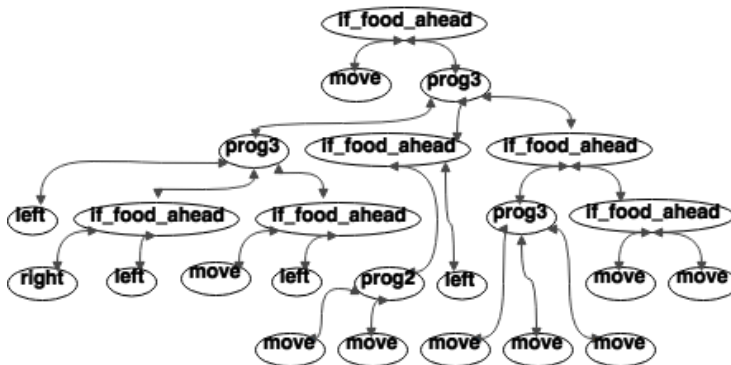 if_food_ahead
move prog3
prog3 if_food_ahead if_food_ahead
left if_food_ahead if_food_ahead prog3 if_food_ahead
right left move left prog2 left move move
move move move move move